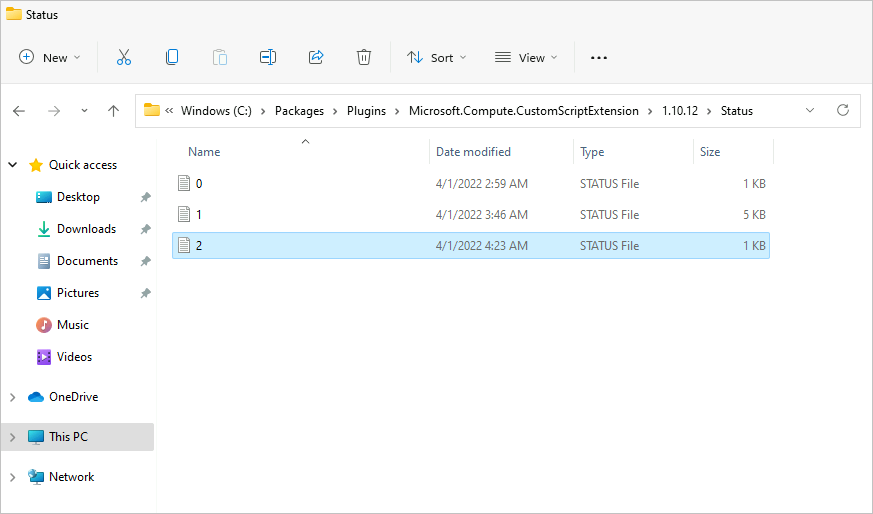 Status
New Sort View
« Windows (C:) > Packages > Plugins > Microsoft.Compute.CustomScriptExtension > 1.10.12 > Status
Name Date modified Type Size
Quick access
Desktop
Downloads
Documents
Pictures
Music
Videos
OneDrive
This PC
Network
0 4/1/2022 2:59 AM STATUS File 1 KB
1 4/1/2022 3:46 AM STATUS File 5 KB
2 4/1/2022 4:23 AM STATUS File 1 KB